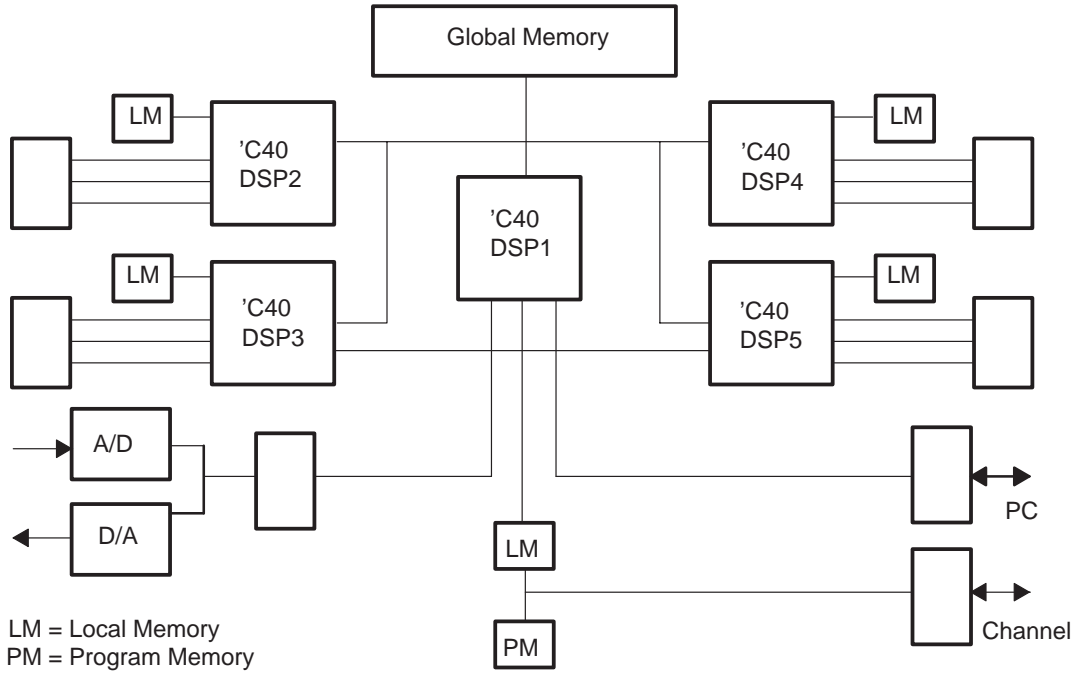 Global Memory
LM
'C40
DSP2
'C40
DSP4
LM
'C40
DSP1
LM
'C40
DSP3
'C40
DSP5
LM
A/D
D/A
PC
LM
Channel
PM
LM = Local Memory
PM = Program Memory